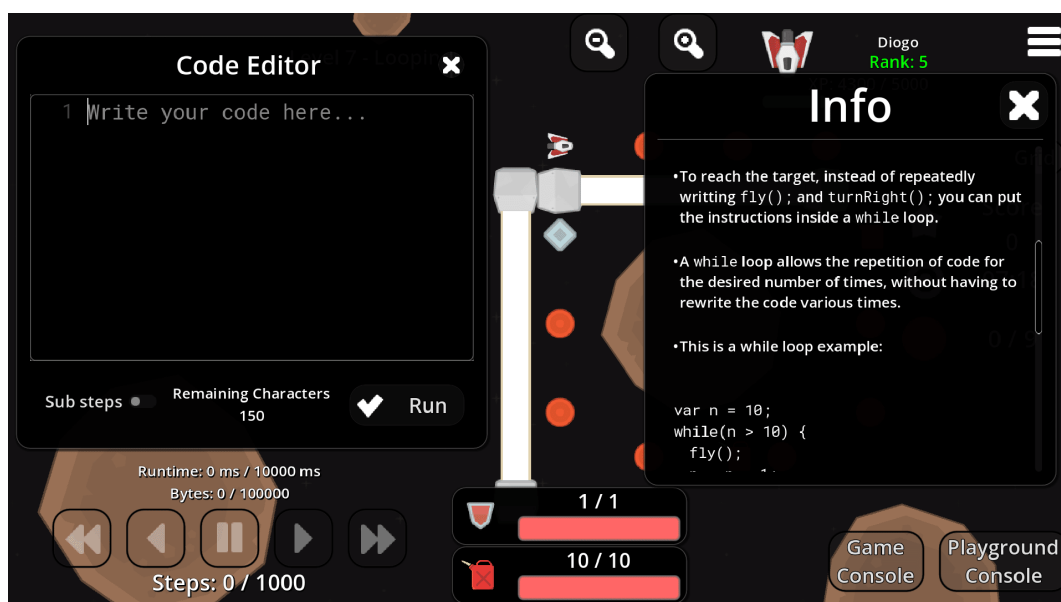 Code Editor
1 Write your code here...
Sub steps
Remaining Characters
150
Run
Runtime: 0 ms / 10000 ms
Bytes: 0 / 100000
Steps: 0 / 1000
Diogo
Rank: 5
Info
•To reach the target, instead of repeatedly
writting fly(); and turnRight(); you can put
the instructions inside a while loop.
•A while loop allows the repetition of code for
the desired number of times, without having to
rewrite the code various times.
•This is a while loop example:
var n = 10;
while(n > 10) {
fly();
1 / 1
10 / 10
Game
Console
Playground
Console